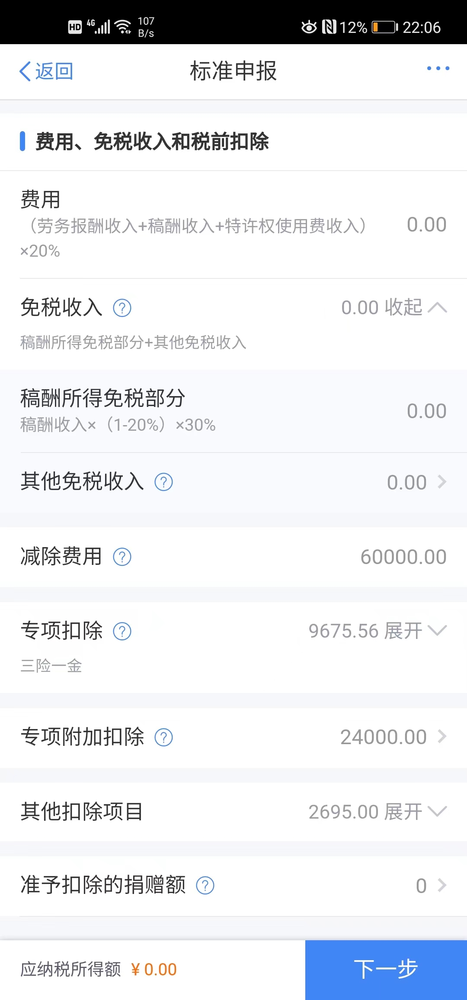 HD 4G 107 B/s 12% 22:06
返回 标准申报 ···
费用、免税收入和税前扣除
费用
（劳务报酬收入+稿酬收入+特许权使用费收入） 0.00
×20%
免税收入 ? 0.00 收起
稿酬所得免税部分+其他免税收入
稿酬所得免税部分 0.00
稿酬收入×（1-20%）×30%
其他免税收入 ? 0.00
减除费用 ? 60000.00
专项扣除 ? 9675.56 展开
三险一金
专项附加扣除 ? 24000.00
其他扣除项目 2695.00 展开
准予扣除的捐赠额 ? 0
应纳税所得额 ¥ 0.00 下一步